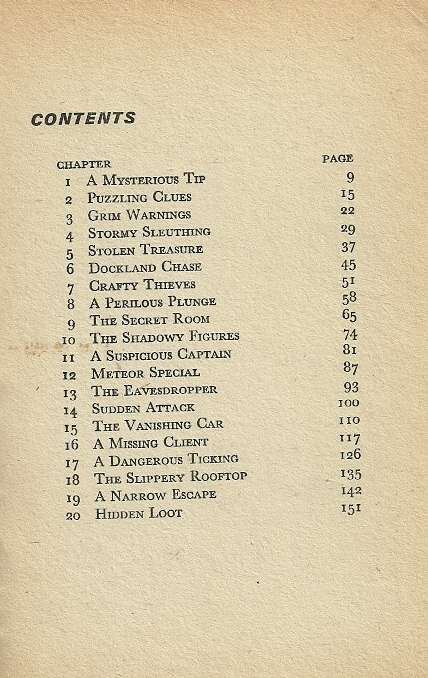 CONTENTS
CHAPTER PAGE
1 A Mysterious Tip 9
2 Puzzling Clues 15
3 Grim Warnings 22
4 Stormy Sleuthing 29
5 Stolen Treasure 37
6 Dockland Chase 45
7 Crafty Thieves 51
8 A Perilous Plunge 58
9 The Secret Room 65
10 The Shadowy Figures 74
11 A Suspicious Captain 81
12 Meteor Special 87
13 The Eavesdropper 93
14 Sudden Attack 100
15 The Vanishing Car 110
16 A Missing Client 117
17 A Dangerous Ticking 126
18 The Slippery Rooftop 135
19 A Narrow Escape 142
20 Hidden Loot 151